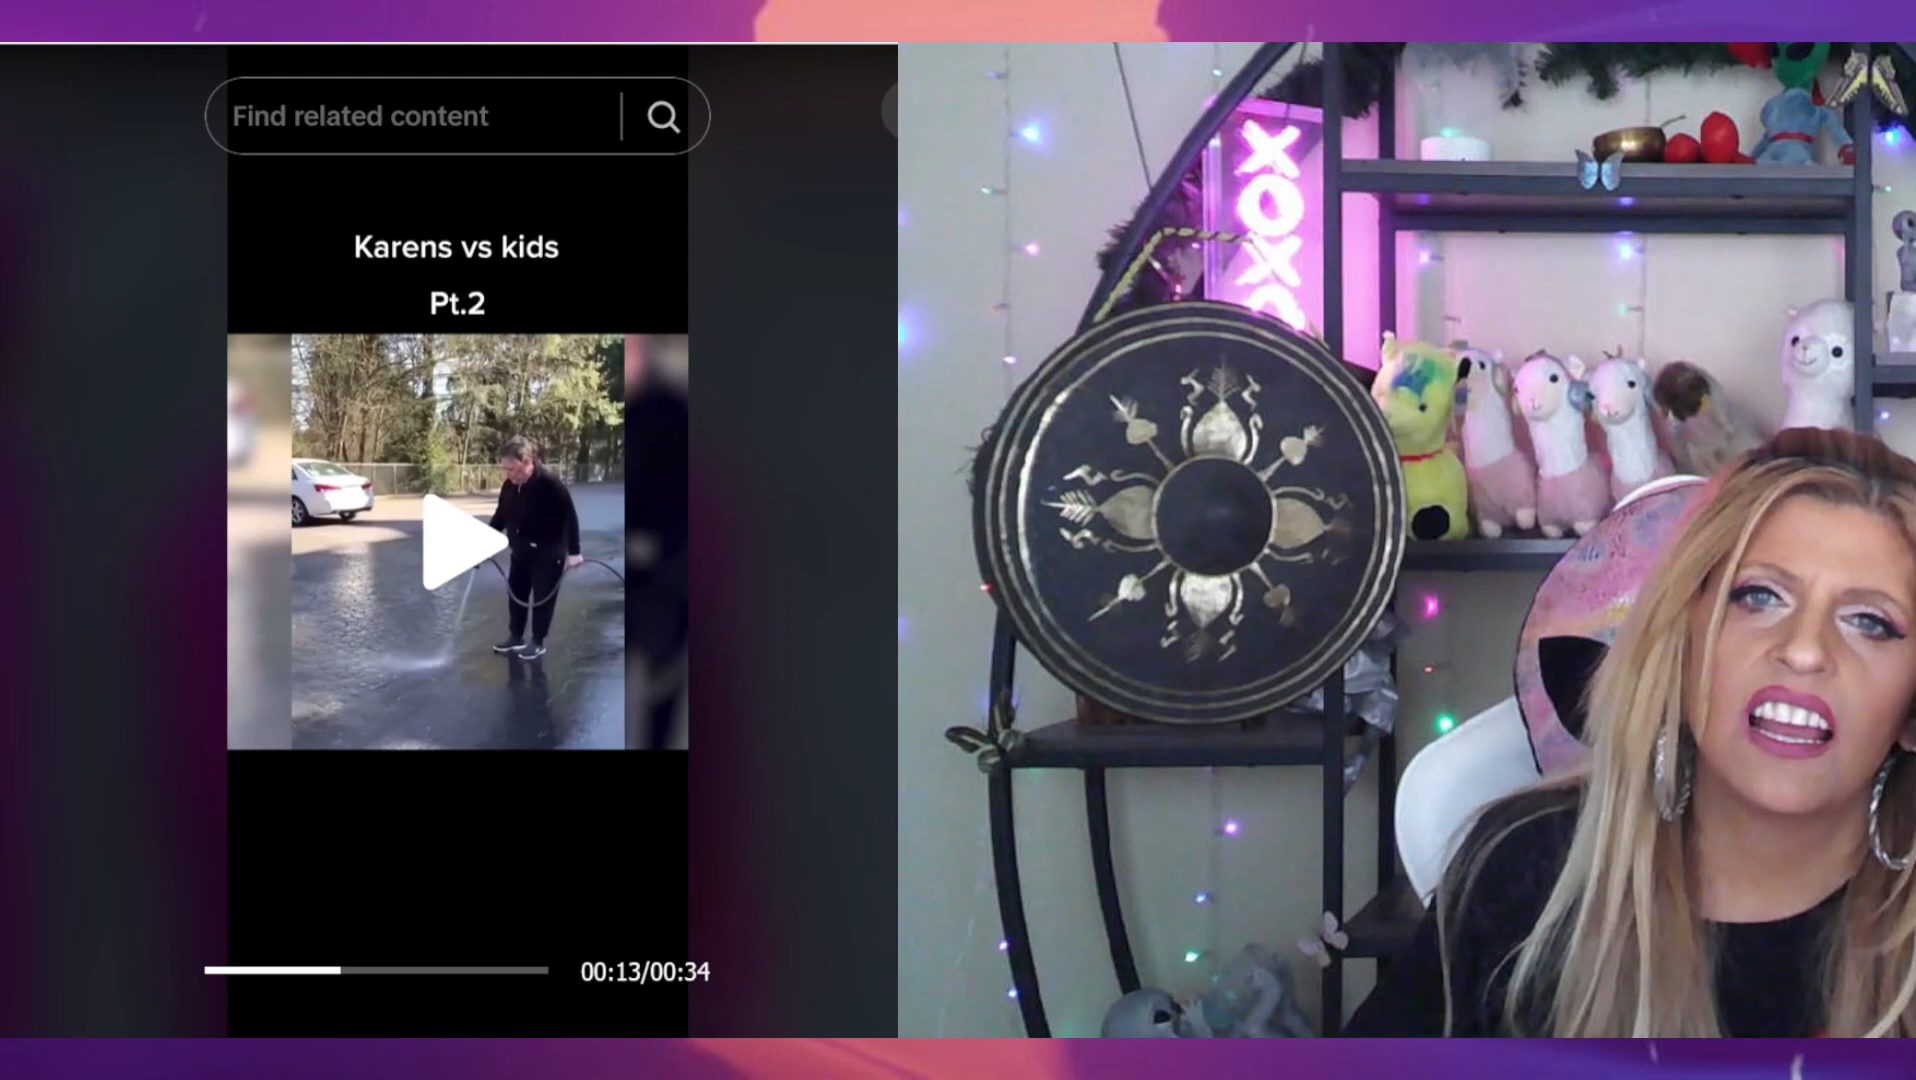 Find related content
Karens vs kids
Pt.2
00:13/00:34
XOXO